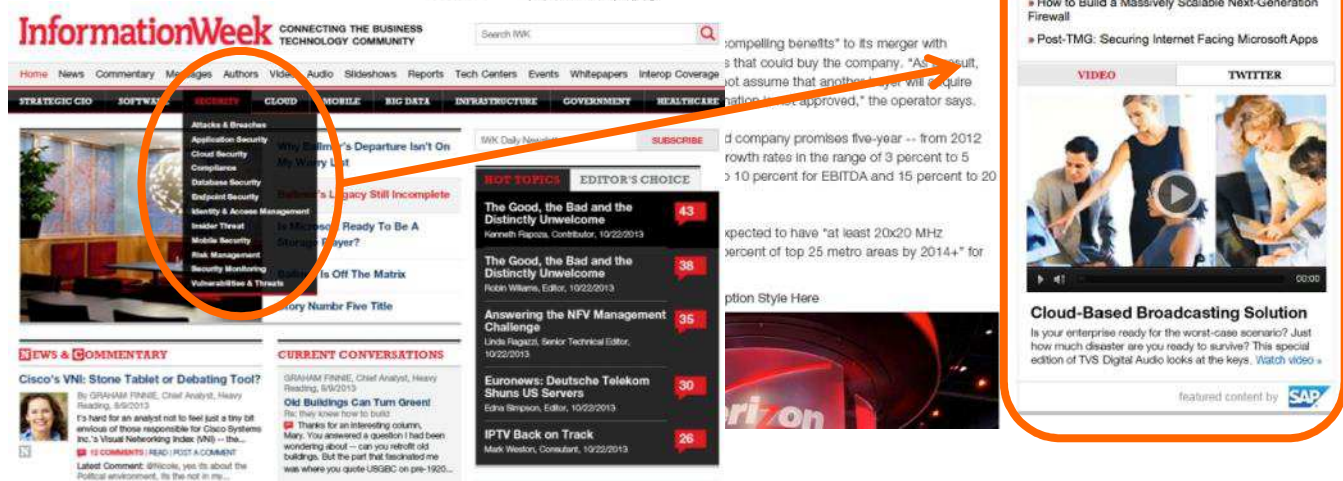 InformationWeek
CONNECTING THE BUSINESS
TECHNOLOGY COMMUNITY
Search IWK
Home News Commentary Messages Authors Video Audio Slideshows Reports Tech Centers Events Whitepapers Interop Coverage
STRATEGIC CIO SOFTWARE SECURITY CLOUD MOBILE BIG DATA INFRASTRUCTURE GOVERNMENT HEALTHCARE
Attacks & Breaches
Application Security
Cloud Security
Compliance
Database Security
Endpoint Security
Identity & Access Management
Insider Threat
Mobile Security
Risk Management
Security Monitoring
Vulnerabilities & Threats
Why Ballmer's Departure Isn't On
My Worry List
Legacy Still Incomplete
Ready To Be A
Player?
Is Off The Matrix
Story Numbr Five Title
IWK Daily
SUBSCRIBE
HOT TOPICS EDITOR'S CHOICE
The Good, the Bad and the
Distinctly Unwelcome
Kenneth Rapoza, Contributor, 10/22/2013
43
The Good, the Bad and the
Distinctly Unwelcome
Robin Williams, Editor, 10/22/2013
38
Answering the NFV Management
Challenge
Linda Ragazzi, Senior Technical Editor,
10/22/2013
35
Euronews: Deutsche Telekom
Shuns US Servers
Edna Simpson, Editor, 10/22/2013
30
IPTV Back on Track
Mark Weston, Consutant, 10/22/2013
26
NEWS & COMMENTARY
Cisco's VNI: Stone Tablet or Debating Tool?
By GRAHAM FINNIE, Chief Analyst, Heavy
Reading, 8/9/2013
t's hard for an analyst not to feel just a tiny bit
envious of those responsible for Cisco Systems
Inc.'s Visual Networking Index (VNI) -- the...
12 COMMENTS | READ | POST A COMMENT
Latest Comment: @Nicole, yes its about the
Political environment, its the not in my...
CURRENT CONVERSATIONS
GRAHAM FINNIE, Chief Analyst, Heavy
Reading, 8/9/2013
Old Buildings Can Turn Green!
Re: they knew how to build
Thanks for an interesting column,
Mary. You answered a question I had been
wondering about -- can you retrofit old
buildings. But the part that fascinated me
was where you quote USGBC on pre-1920...
compelling benefits" to its merger with
that could buy the company. "As a result,
not assume that another buyer will acquire
is not approved," the operator says.
d company promises five-year -- from 2012
rowth rates in the range of 3 percent to 5
10 percent for EBITDA and 15 percent to 20
xpected to have "at least 20x20 MHz
percent of top 25 metro areas by 2014+" for
ption Style Here
rizon
» How to Build a Massively Scalable Next-Generation
Firewall
» Post-TMG: Securing Internet Facing Microsoft Apps
VIDEO TWITTER
00:00
Cloud-Based Broadcasting Solution
Is your enterprise ready for the worst-case scenario? Just
how much disaster are you ready to survive? This special
edition of TVS Digital Audio looks at the keys. Watch video »
featured content by SAP